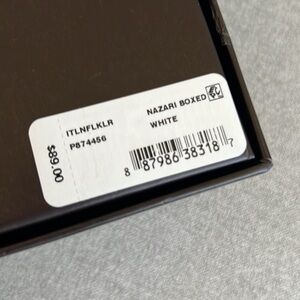 ITLNFLKLR
P874456
NAZARI BOXED
WHITE
$89.00
8 87986 38318 7